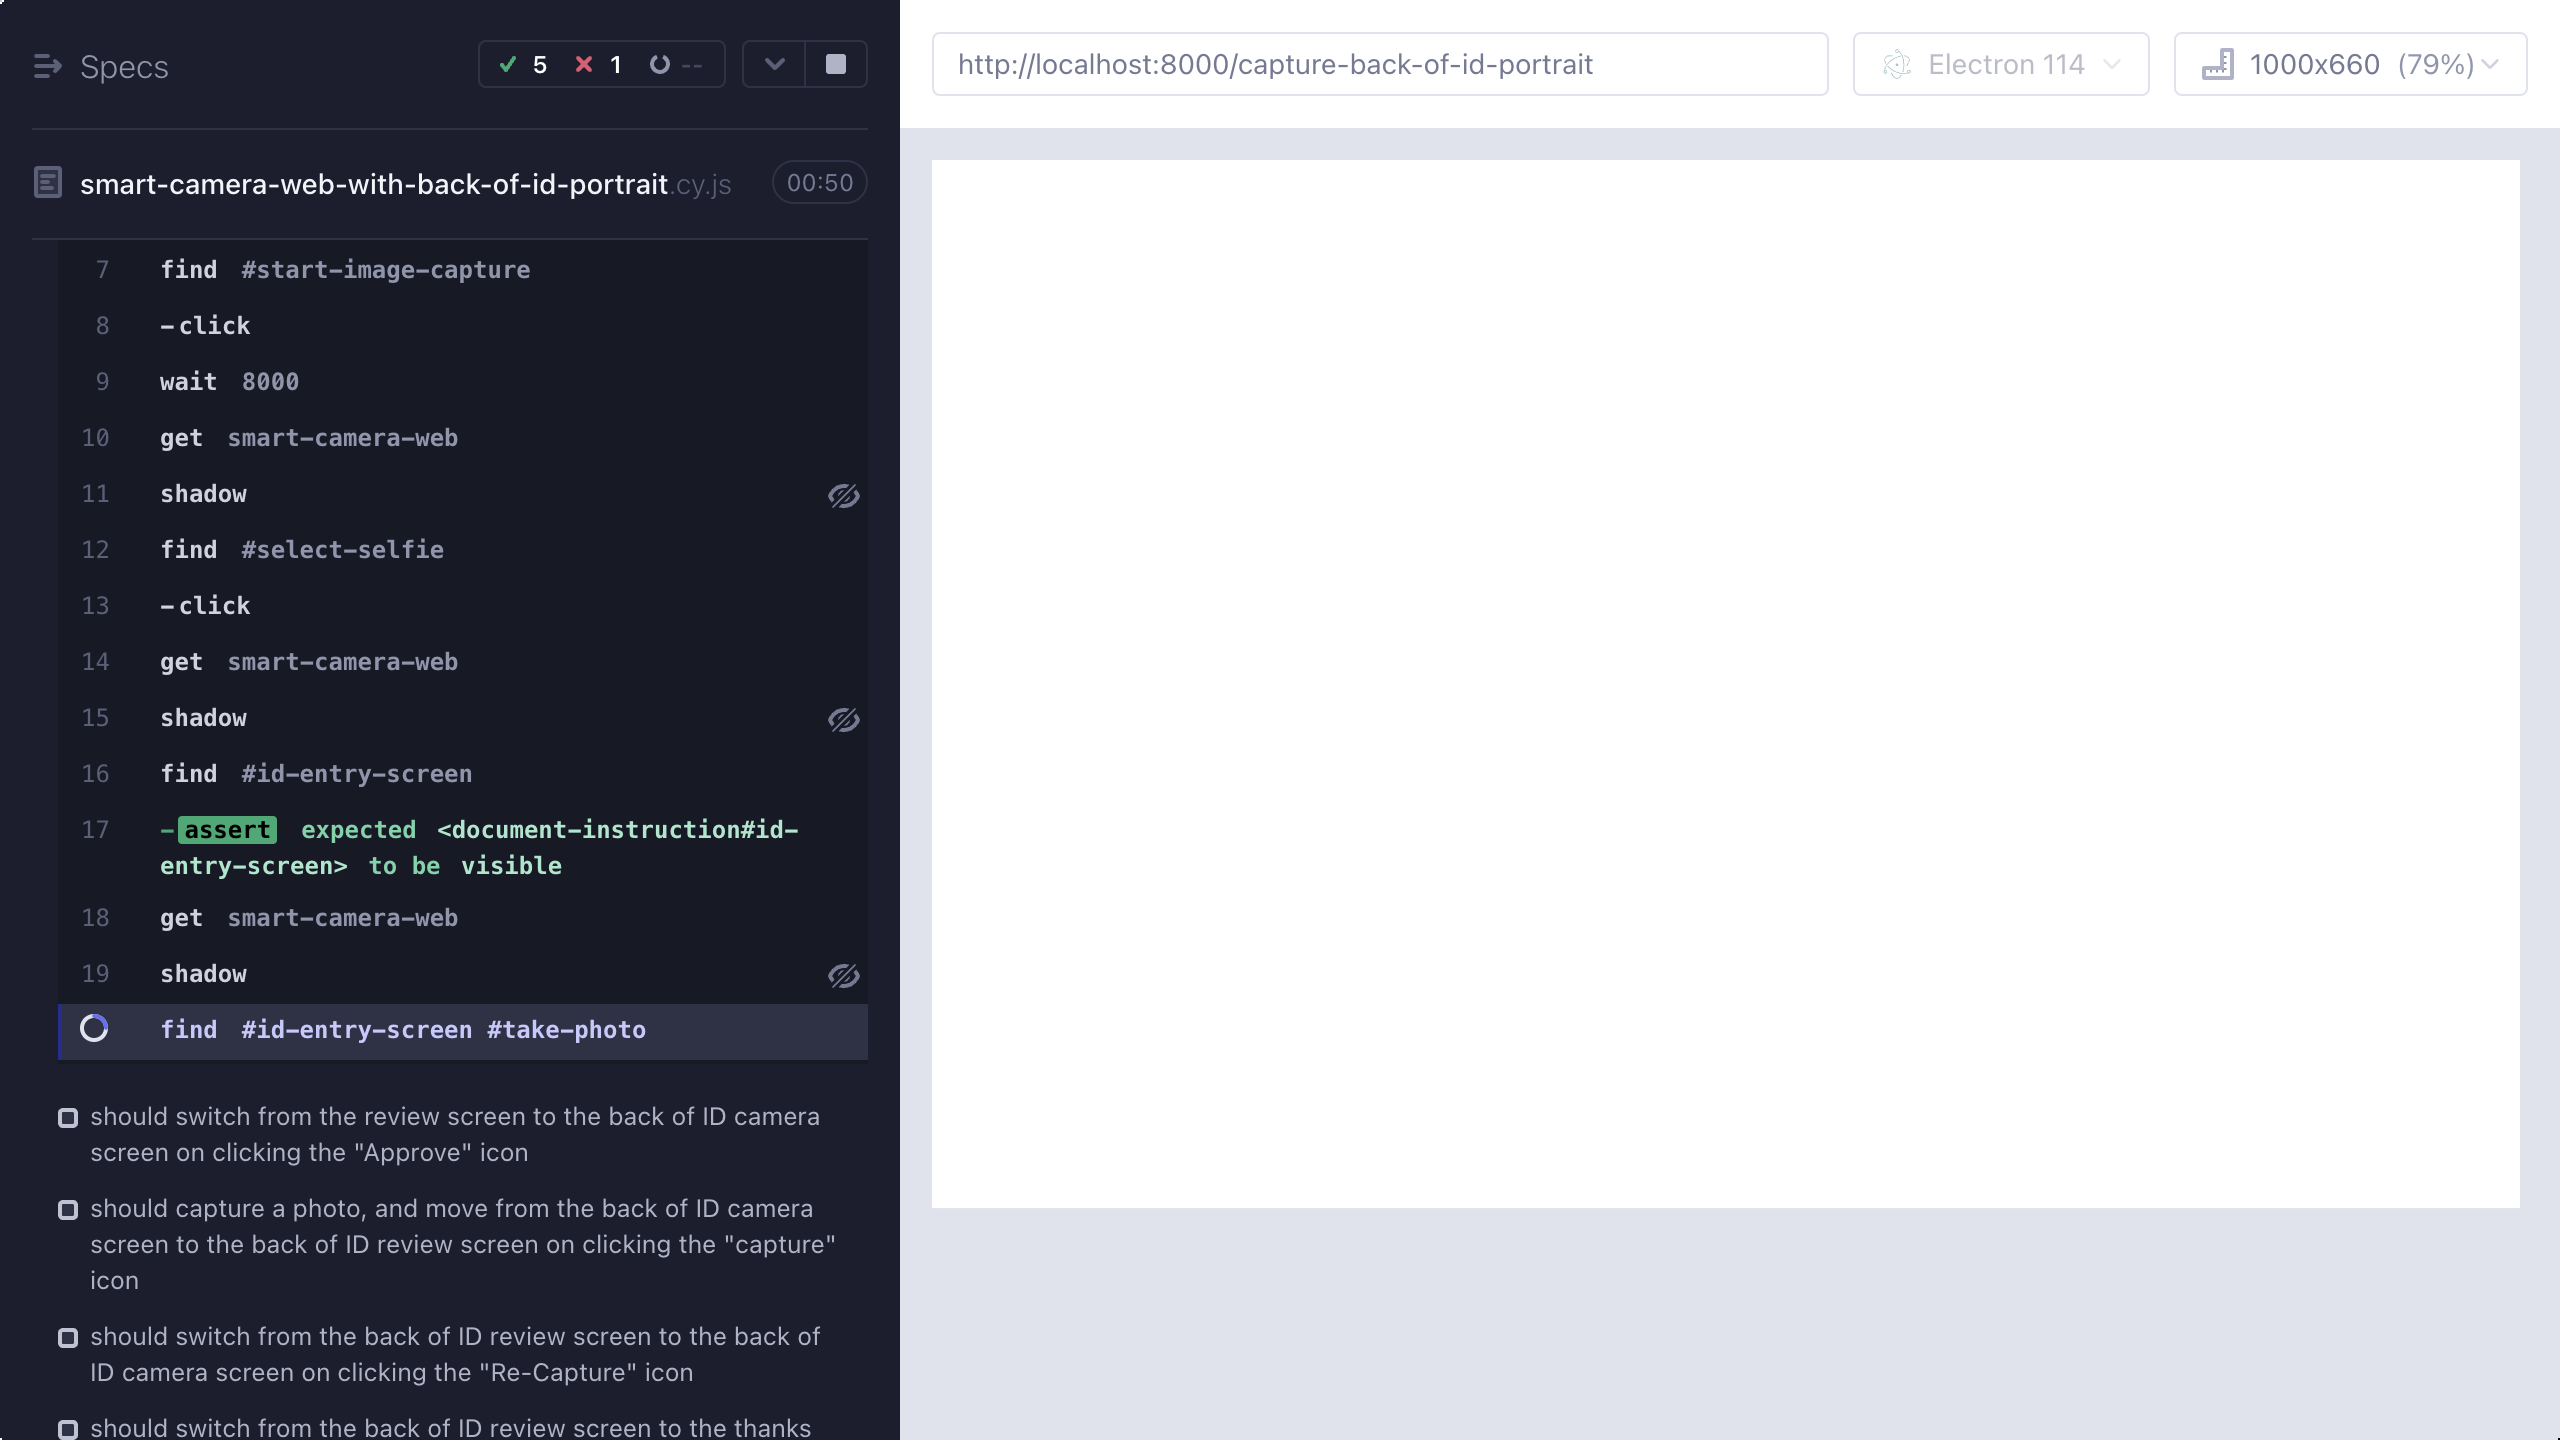 Specs
5 1 --
smart-camera-web-with-back-of-id-portrait.cy.js 00:50
7 find #start-image-capture
8 -click
9 wait 8000
10 get smart-camera-web
11 shadow
12 find #select-selfie
13 -click
14 get smart-camera-web
15 shadow
16 find #id-entry-screen
17 -assert expected <document-instruction#id-
entry-screen> to be visible
18 get smart-camera-web
19 shadow
find #id-entry-screen #take-photo
should switch from the review screen to the back of ID camera
screen on clicking the "Approve" icon
should capture a photo, and move from the back of ID camera
screen to the back of ID review screen on clicking the "capture"
icon
should switch from the back of ID review screen to the back of
ID camera screen on clicking the "Re-Capture" icon
should switch from the back of ID review screen to the thanks
http://localhost:8000/capture-back-of-id-portrait
Electron 114
1000x660 (79%)